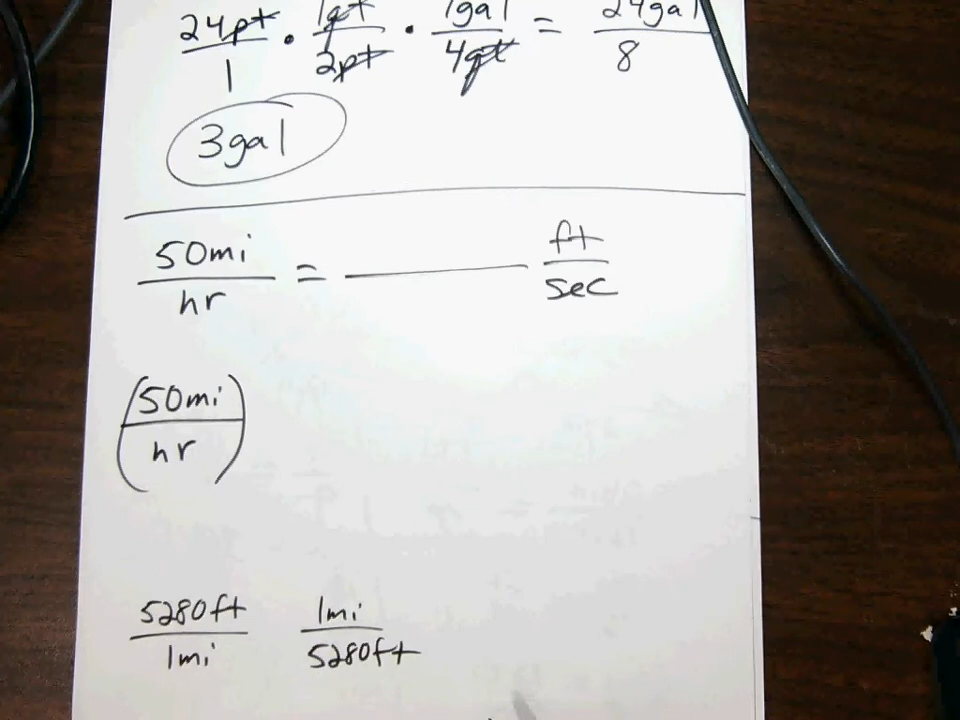 24pt/1 · 1qt/2pt · 1gal/4qt = 24gal/8
3gal
50mi/hr = ______ ft/sec
(50mi/hr)
5280ft/1mi 1mi/5280ft